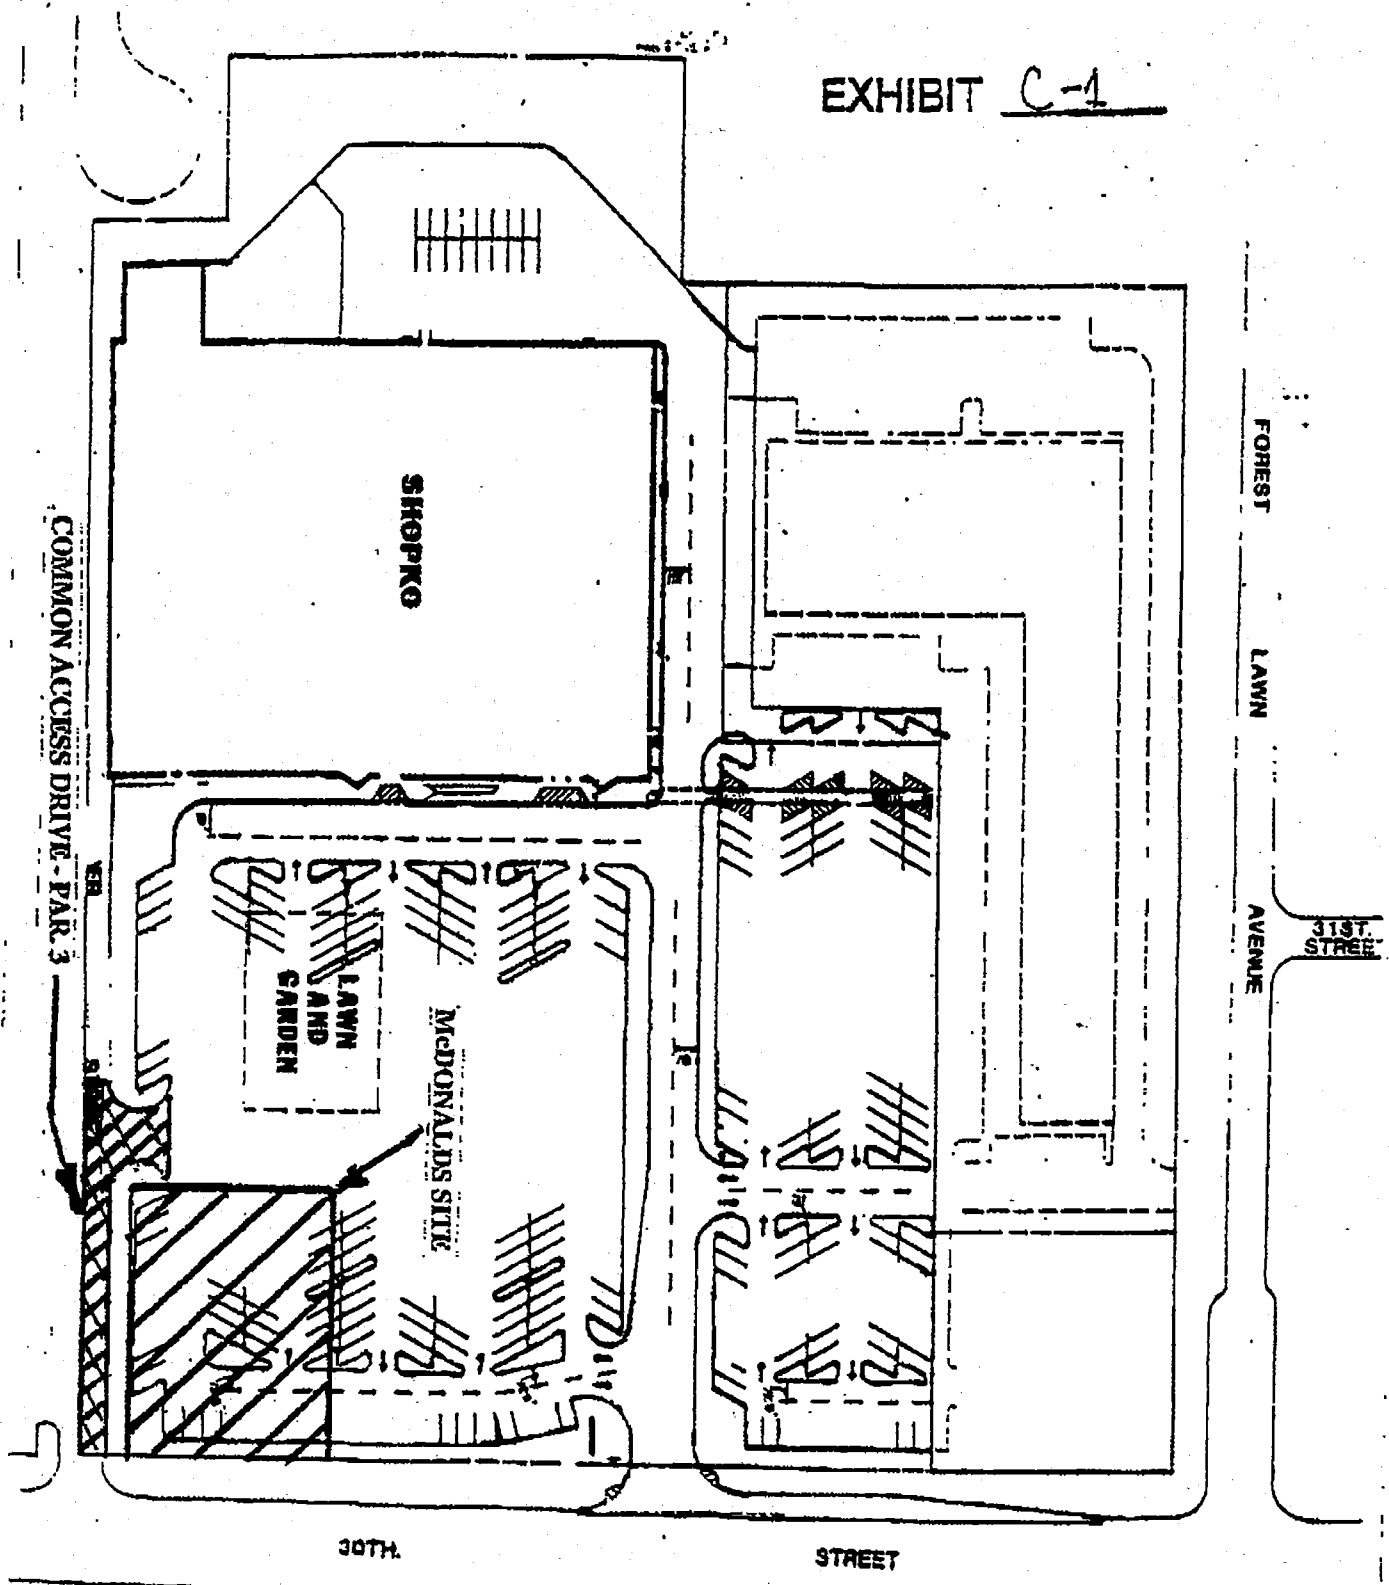 EXHIBIT C-1
SHOPKO
FOREST LAWN AVENUE
31ST.
STREET
COMMON ACCESS DRIVE - PAR. 3
LAWN
AND
GARDEN
McDONALDS SITE
30TH. STREET